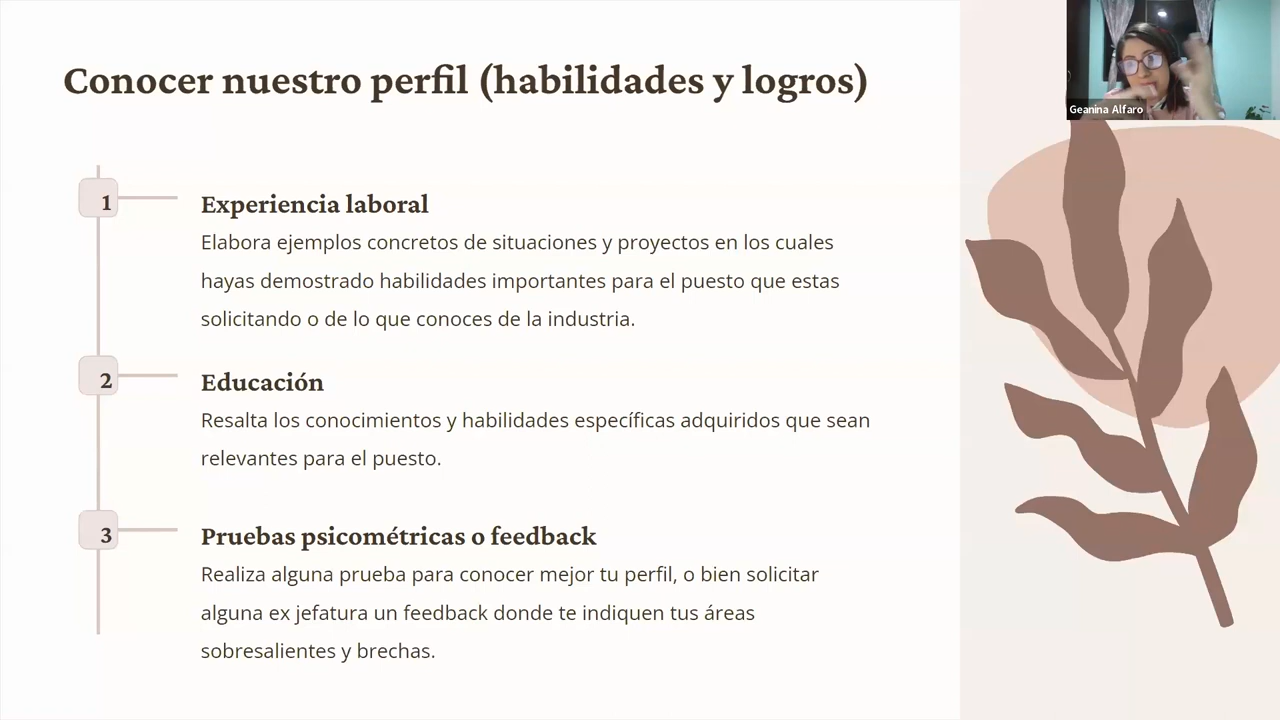 Conocer nuestro perfil (habilidades y logros)
Geanina Alfaro
1
Experiencia laboral
Elabora ejemplos concretos de situaciones y proyectos en los cuales
hayas demostrado habilidades importantes para el puesto que estas
solicitando o de lo que conoces de la industria.
2
Educación
Resalta los conocimientos y habilidades específicas adquiridos que sean
relevantes para el puesto.
3
Pruebas psicométricas o feedback
Realiza alguna prueba para conocer mejor tu perfil, o bien solicitar
alguna ex jefatura un feedback donde te indiquen tus áreas
sobresalientes y brechas.